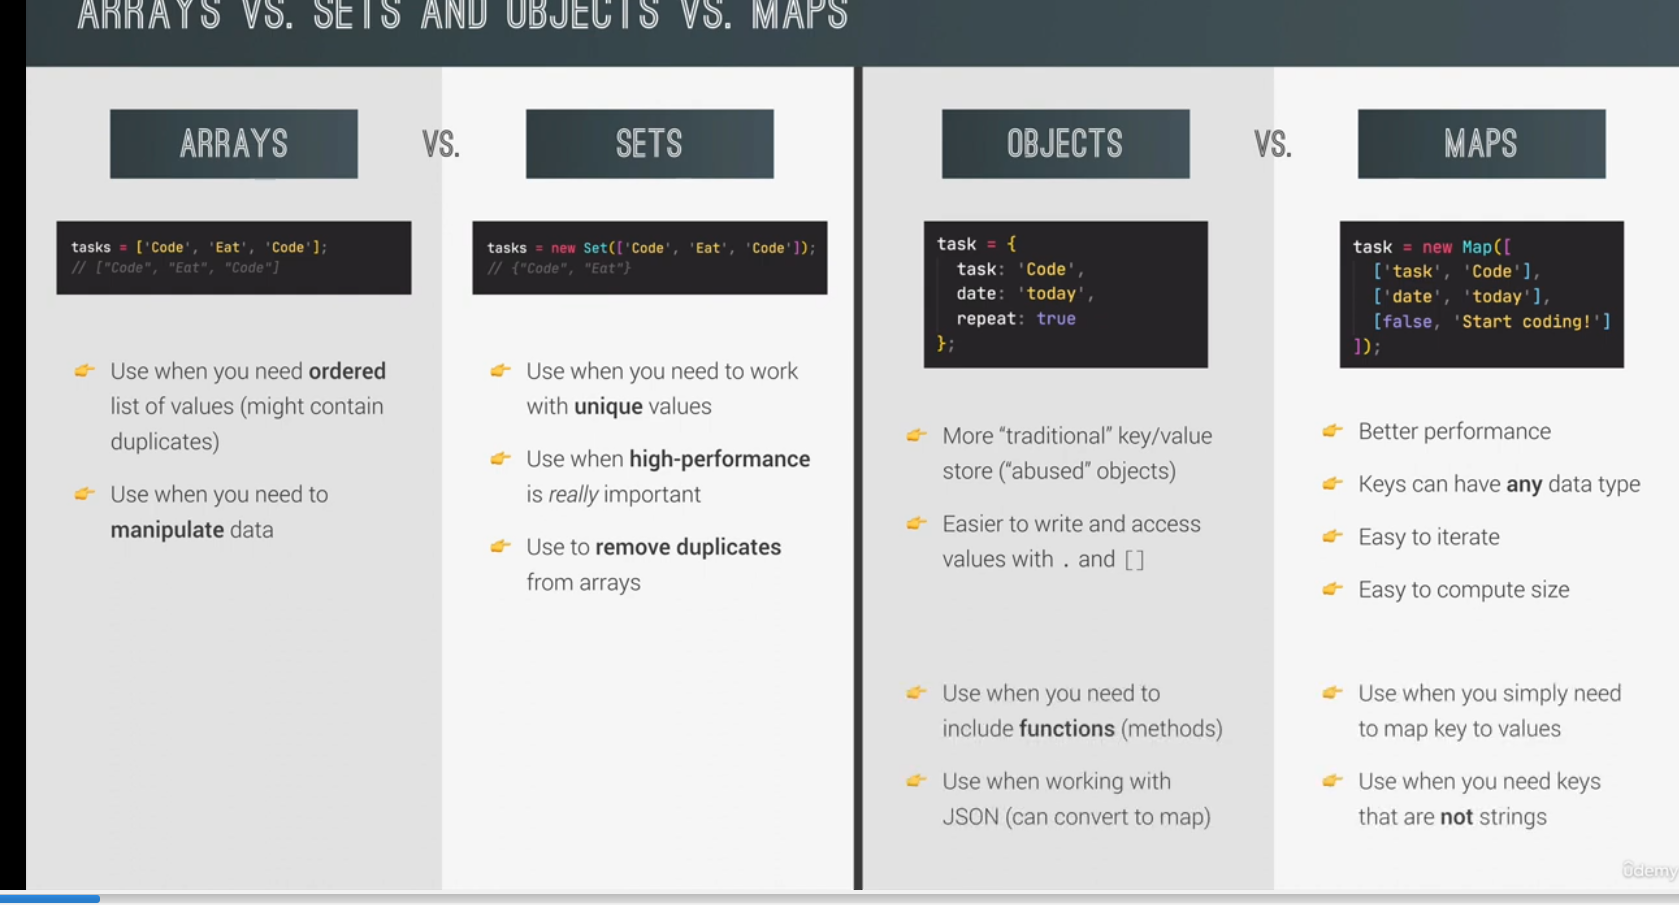 ARRAYS VS. SETS AND OBJECTS VS. MAPS
ARRAYS
VS.
SETS
tasks = ['Code', 'Eat', 'Code'];
// ["Code", "Eat", "Code"]
tasks = new Set(['Code', 'Eat', 'Code']);
// {"Code", "Eat"}
Use when you need ordered
list of values (might contain
duplicates)
Use when you need to
manipulate data
Use when you need to work
with unique values
Use when high-performance
is really important
Use to remove duplicates
from arrays
OBJECTS
VS.
MAPS
task = {
task: 'Code',
date: 'today',
repeat: true
};
task = new Map([
['task', 'Code'],
['date', 'today'],
[false, 'Start coding!']
]);
More “traditional” key/value
store (“abused” objects)
Easier to write and access
values with . and []
Use when you need to
include functions (methods)
Use when working with
JSON (can convert to map)
Better performance
Keys can have any data type
Easy to iterate
Easy to compute size
Use when you simply need
to map key to values
Use when you need keys
that are not strings
ûdemy